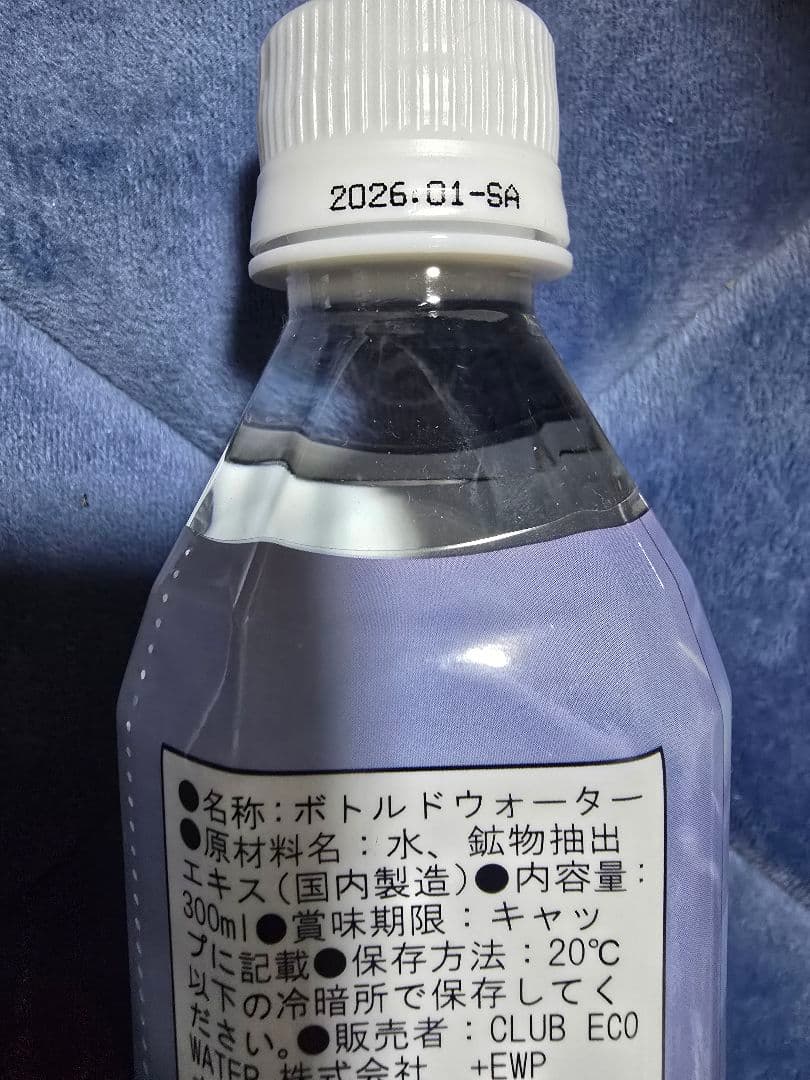 2026.01-SA
●名称:ボトルドウォーター
●原材料名:水、鉱物抽出
エキス(国内製造)●内容量:
300ml●賞味期限:キャッ
プに記載●保存方法:20℃
以下の冷暗所で保存してく
ださい。●販売者:CLUB ECO
WATER 株式会社 +EWP